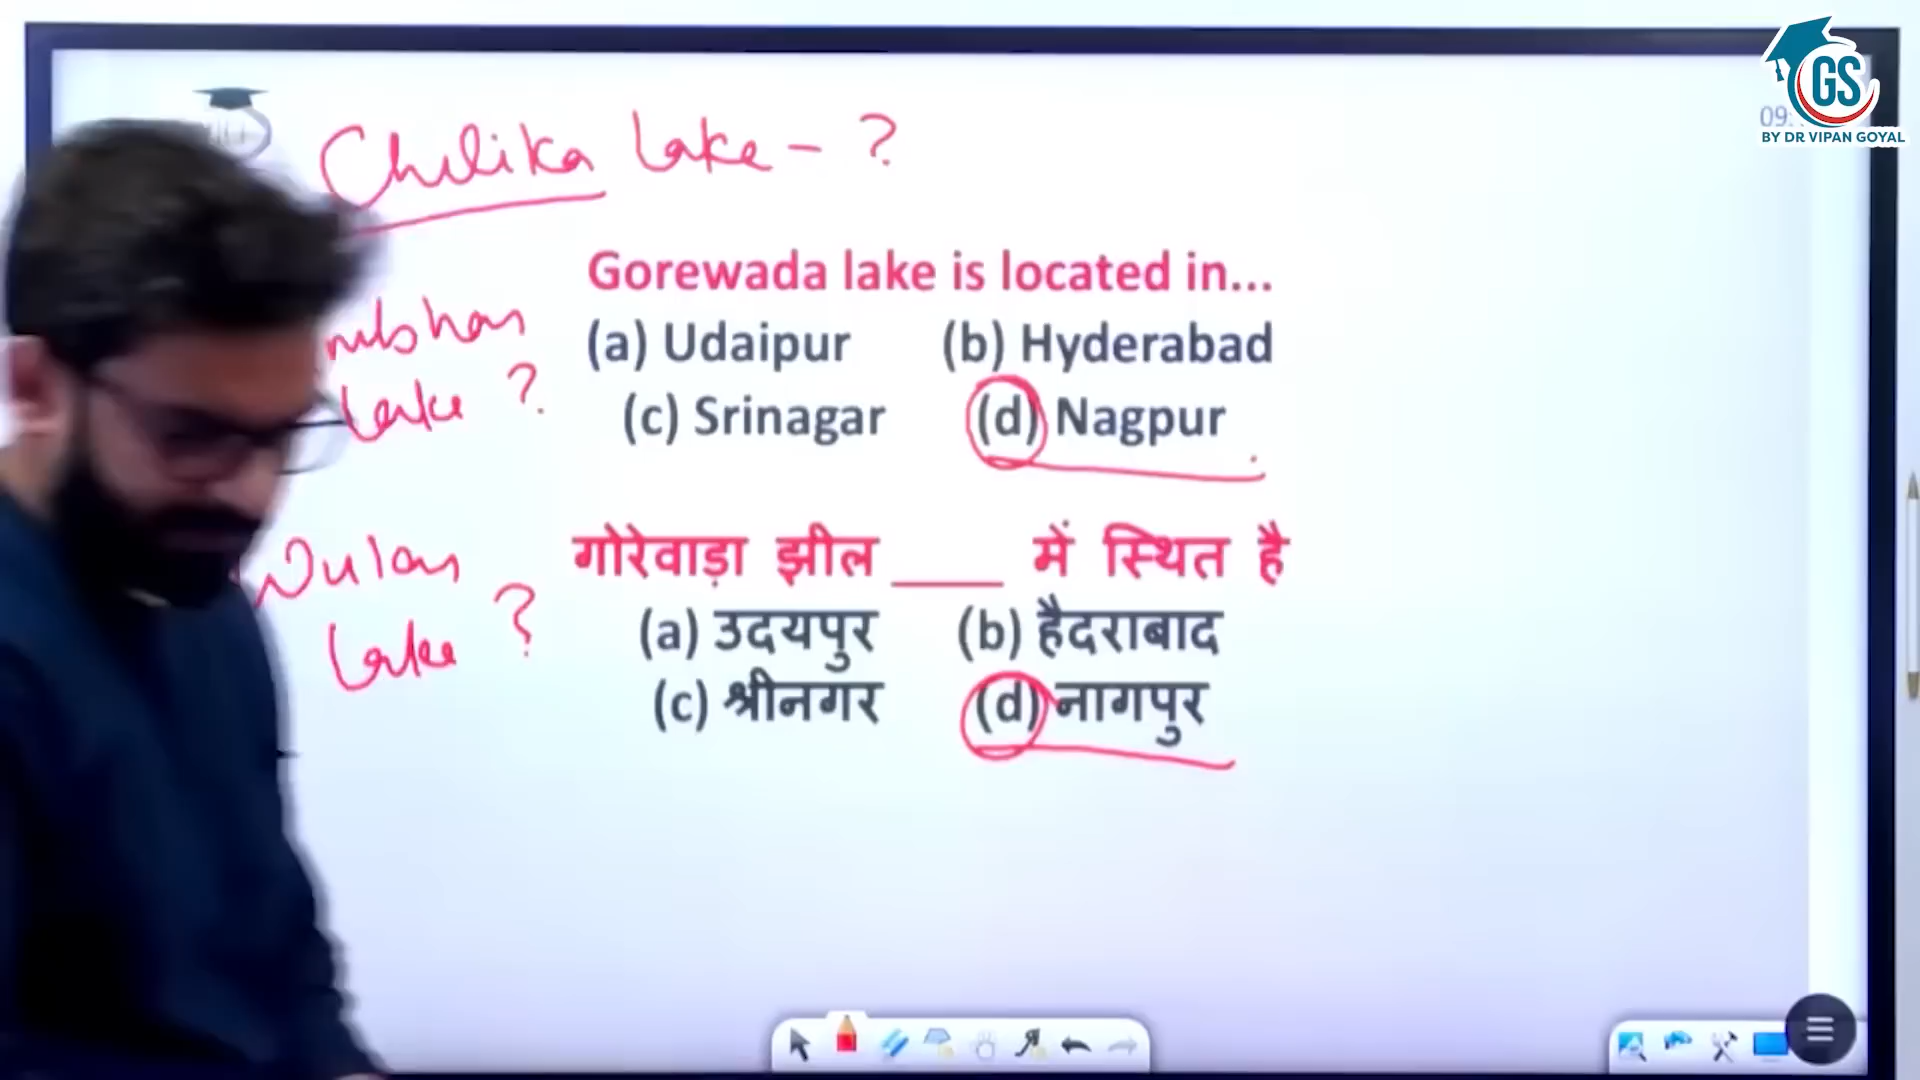 GS
BY DR VIPAN GOYAL
Chilika Lake - ?
Gorewada lake is located in...
(a) Udaipur (b) Hyderabad
(c) Srinagar (d) Nagpur
Lake ?
गोरेवाड़ा झील ____ में स्थित है
(a) उदयपुर (b) हैदराबाद
(c) श्रीनगर (d) नागपुर
Wular
Lake ?